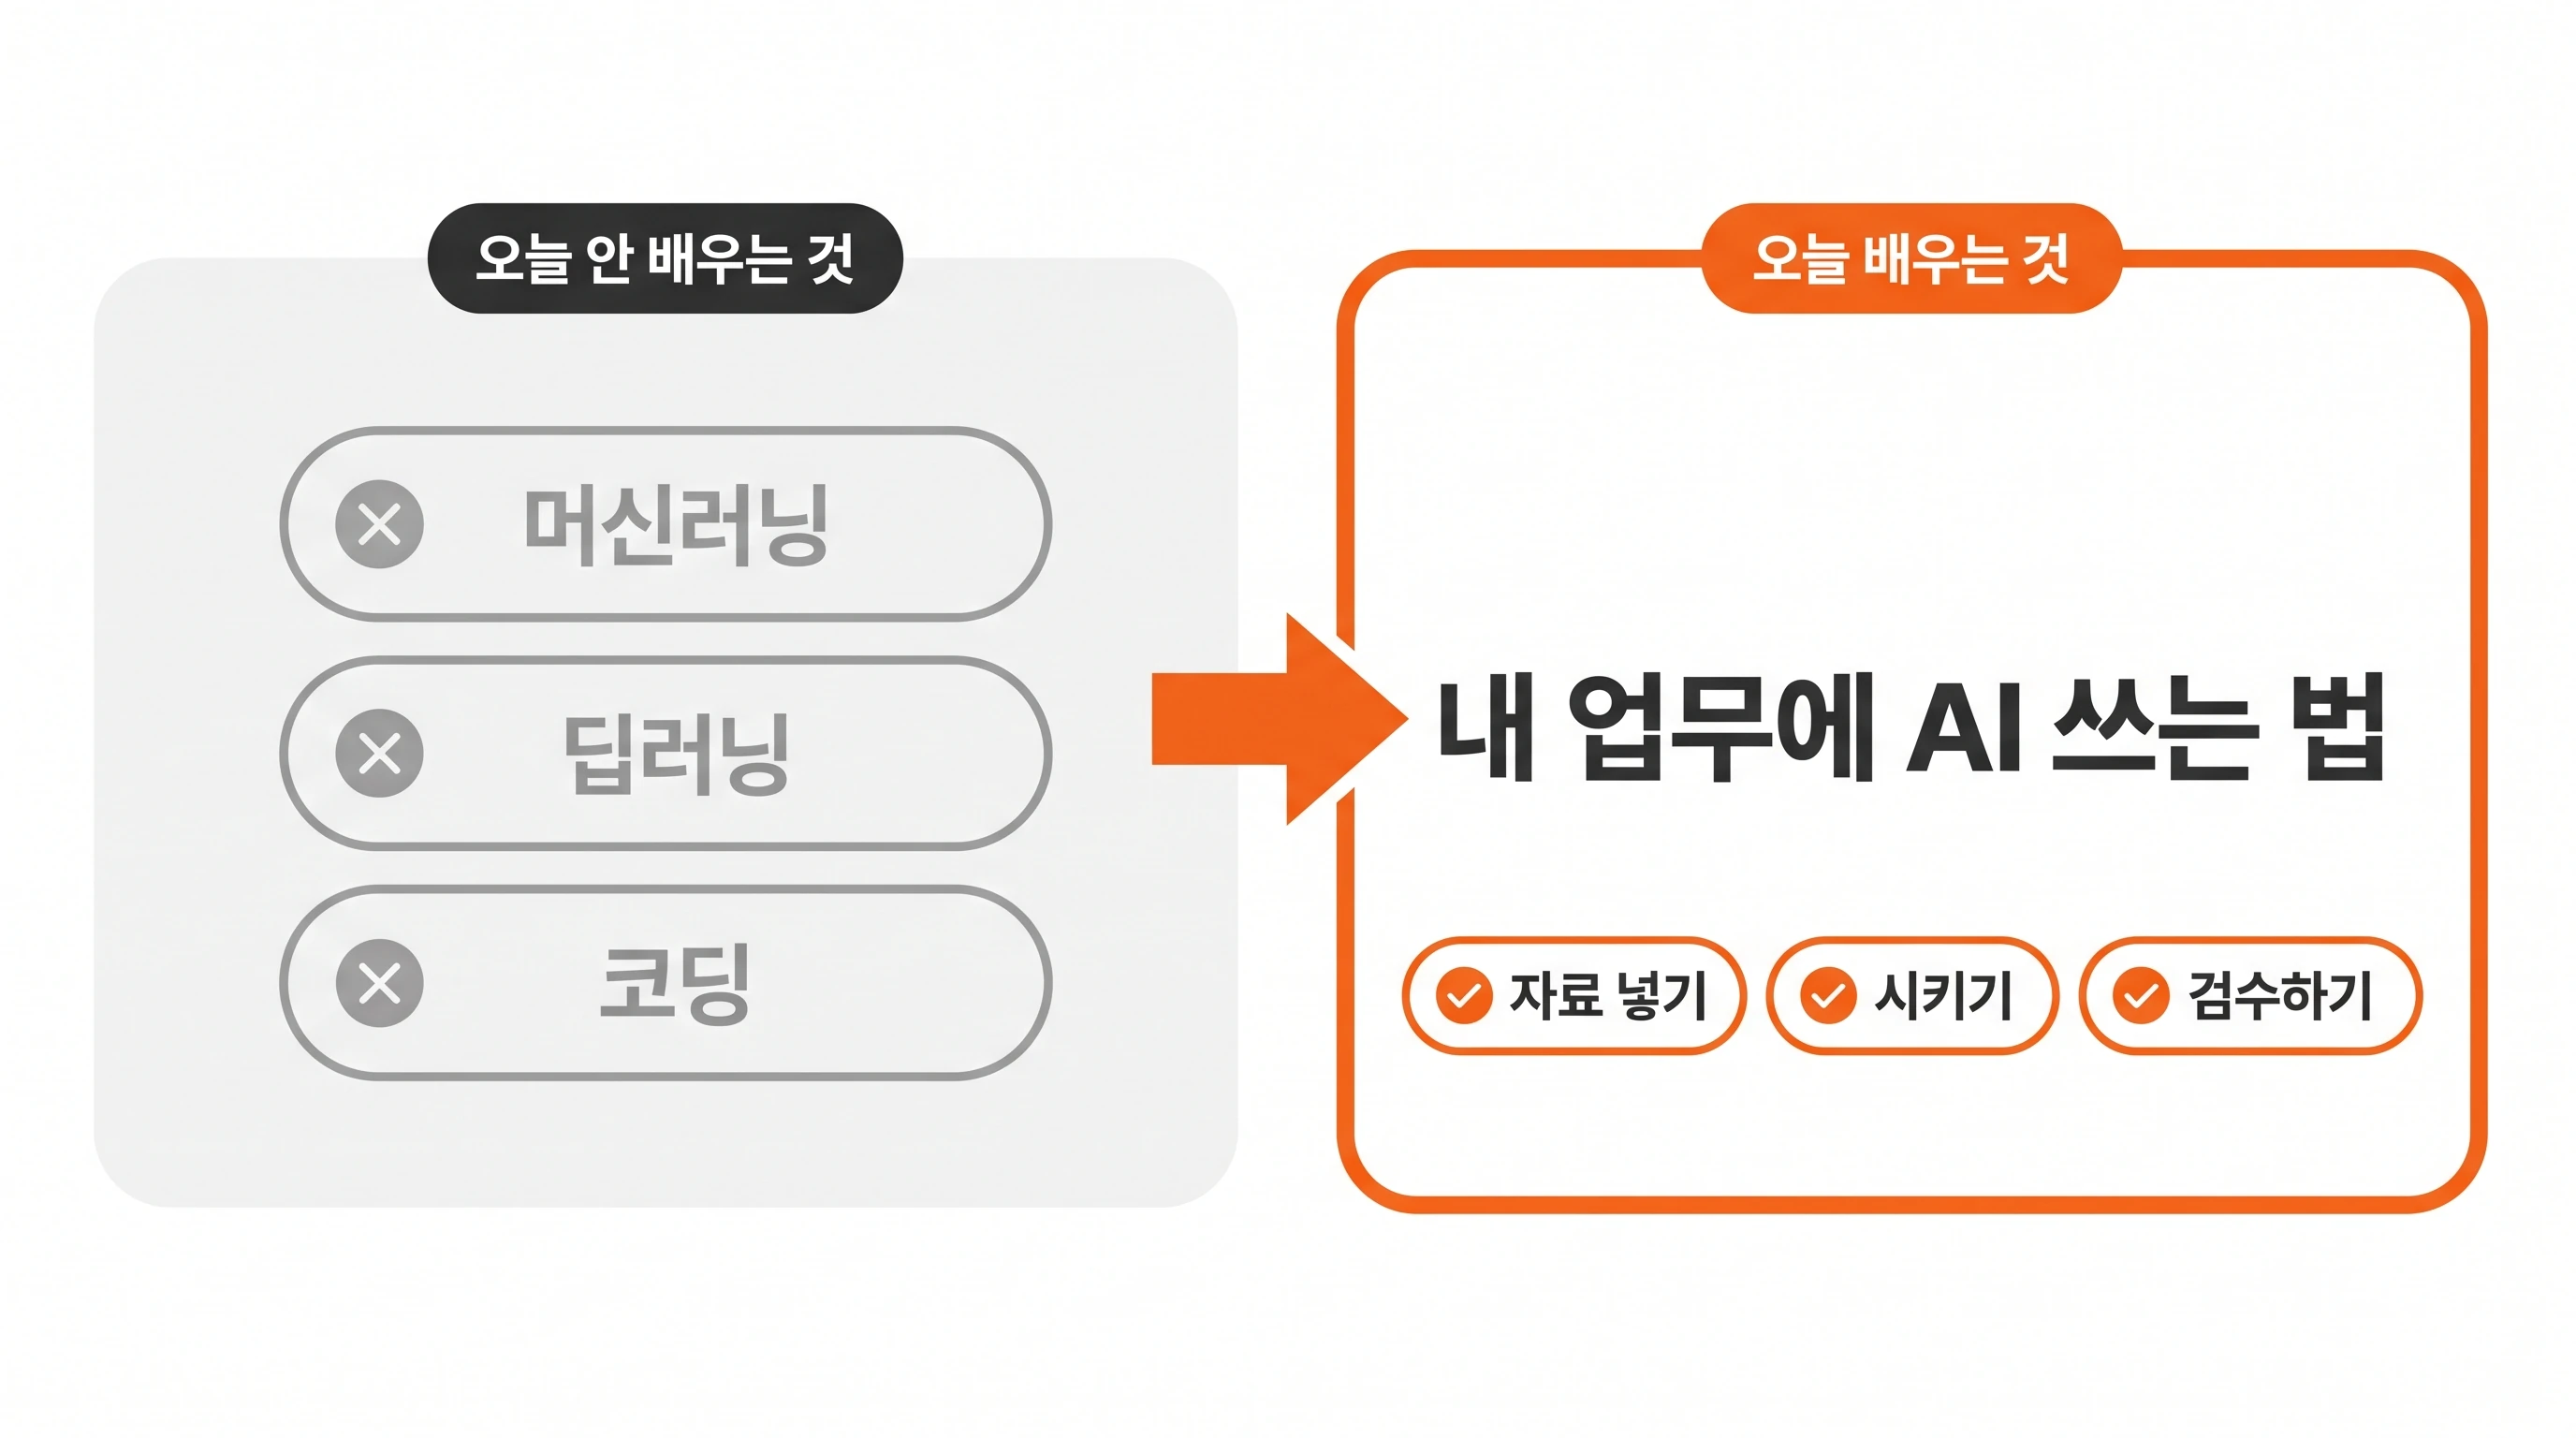 오늘 안 배우는 것
머신러닝
딥러닝
코딩
오늘 배우는 것
내 업무에 AI 쓰는 법
자료 넣기
시키기
검수하기